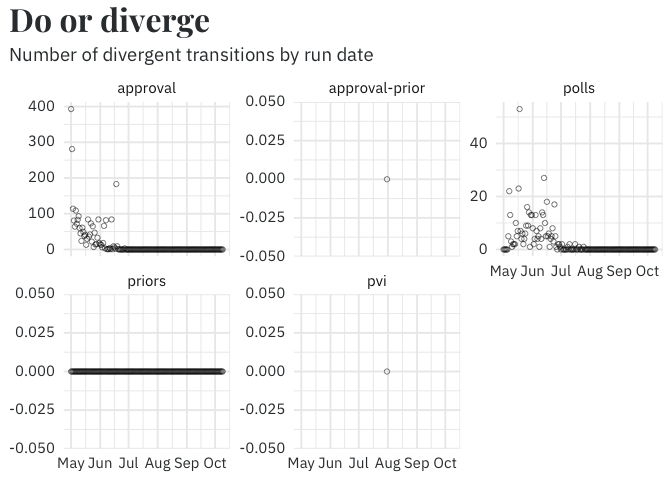 Do or diverge
Number of divergent transitions by run date
approval
approval-prior
polls
400
300
200
100
0
0.050
0.025
0.000
-0.025
-0.050
40
20
0
May Jun Jul Aug Sep Oct
priors
pvi
0.050
0.025
0.000
-0.025
-0.050
0.050
0.025
0.000
-0.025
-0.050
May Jun Jul Aug Sep Oct
May Jun Jul Aug Sep Oct